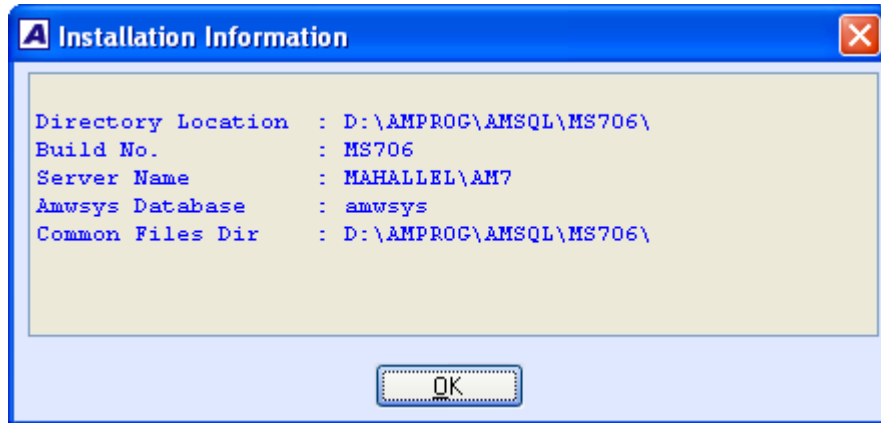 A Installation Information
Directory Location : D:\AMPROG\AMSQL\MS706\
Build No. : MS706
Server Name : MAHALLEL\AM7
Amwsys Database : amwsys
Common Files Dir : D:\AMPROG\AMSQL\MS706\
OK